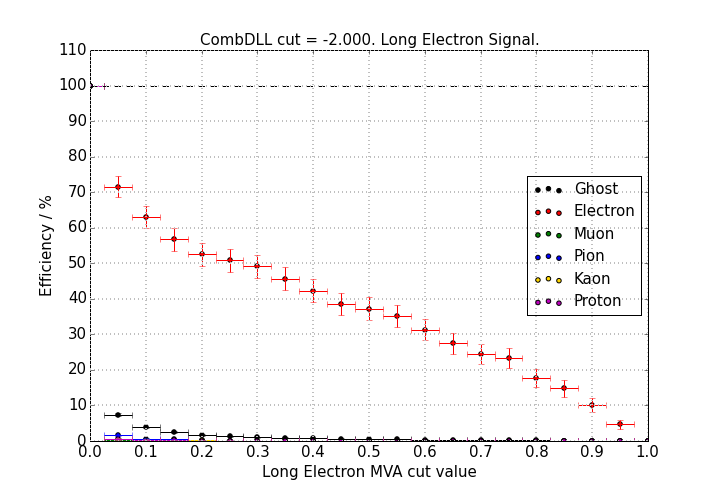 CombDLL cut = -2.000. Long Electron Signal.
110
100
90
80
70
60
50
40
30
20
10
0
Efficiency / %
Ghost
Electron
Muon
Pion
Kaon
Proton
0.0 0.1 0.2 0.3 0.4 0.5 0.6 0.7 0.8 0.9 1.0
Long Electron MVA cut value